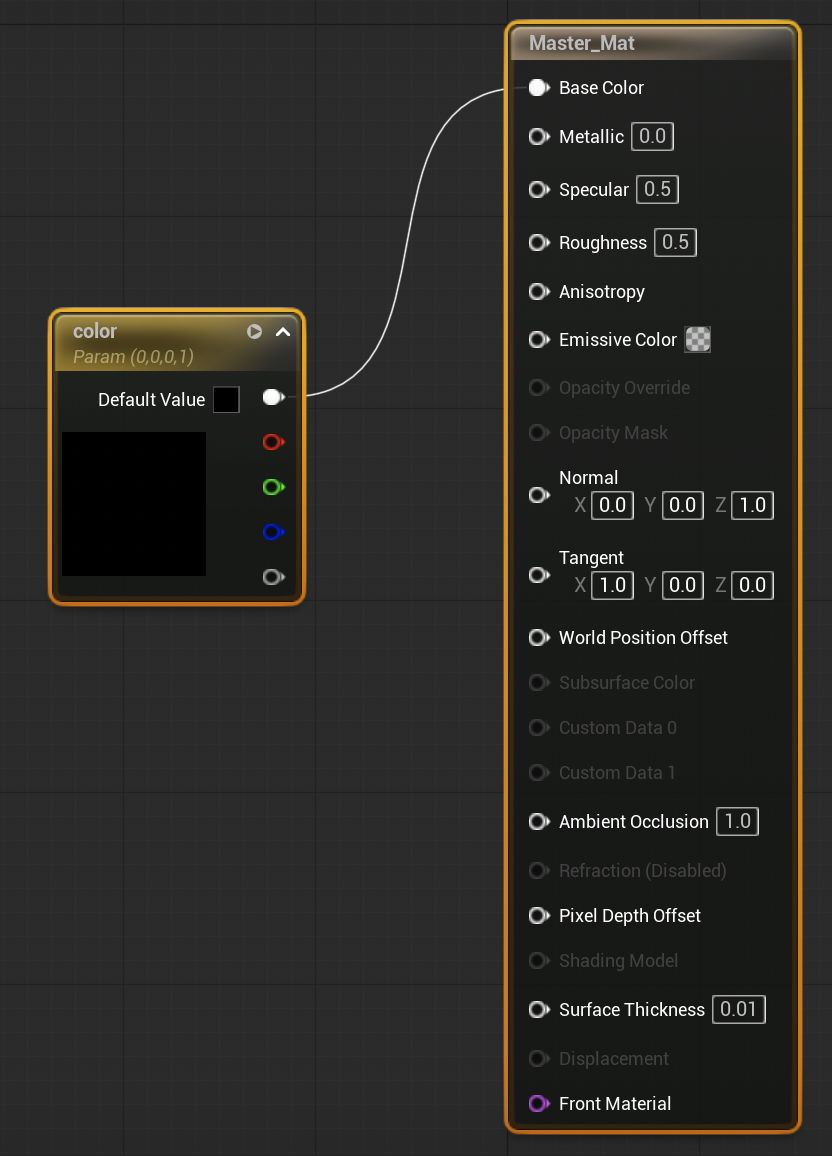 color
Param (0,0,0,1)
Default Value
Master_Mat
Base Color
Metallic 0.0
Specular 0.5
Roughness 0.5
Anisotropy
Emissive Color
Opacity Override
Opacity Mask
Normal
X 0.0 Y 0.0 Z 1.0
Tangent
X 1.0 Y 0.0 Z 0.0
World Position Offset
Subsurface Color
Custom Data 0
Custom Data 1
Ambient Occlusion 1.0
Refraction (Disabled)
Pixel Depth Offset
Shading Model
Surface Thickness 0.01
Displacement
Front Material